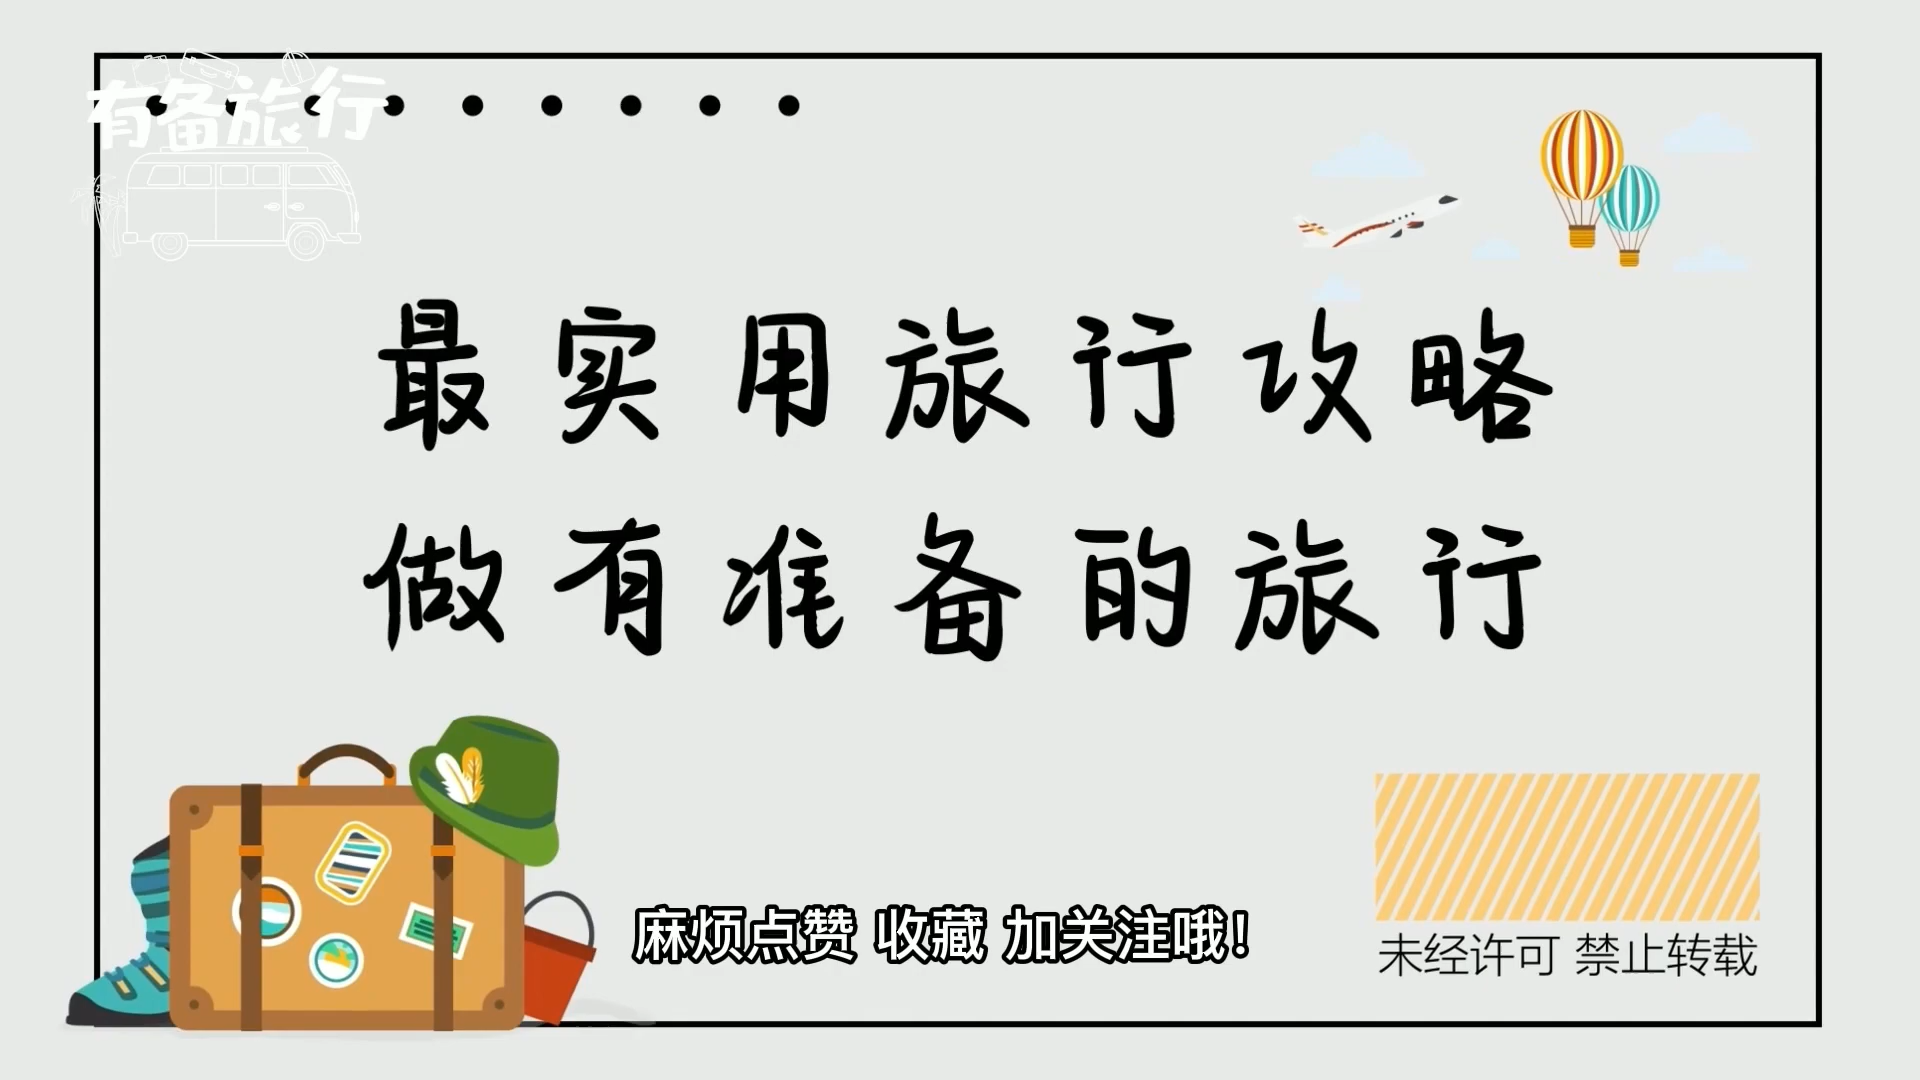 有备旅行
最实用旅行攻略
做有准备的旅行
麻烦点赞 收藏 加关注哦！
未经许可 禁止转载